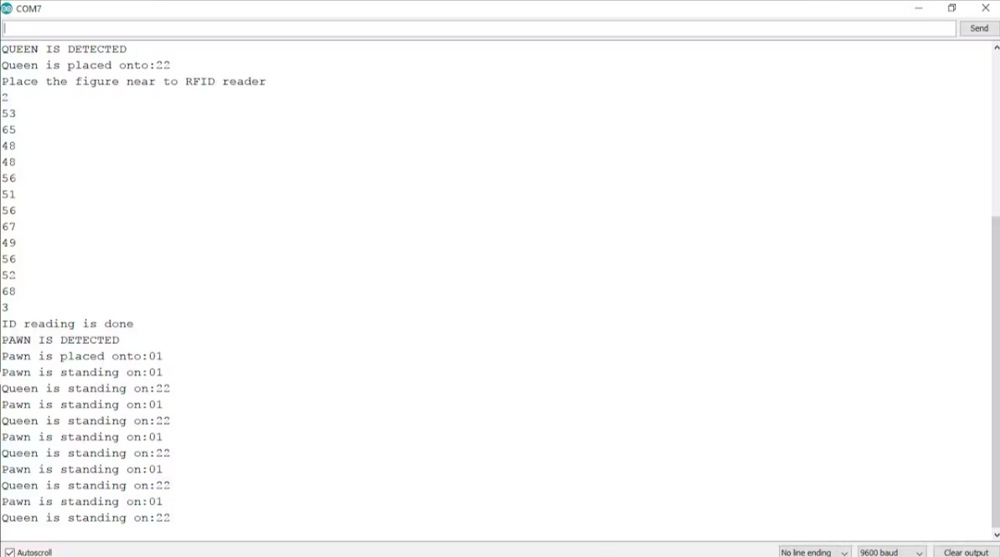 COM7
Send
QUEEN IS DETECTED
Queen is placed onto:22
Place the figure near to RFID reader
2
53
65
48
48
56
51
56
67
49
56
52
68
3
ID reading is done
PAWN IS DETECTED
Pawn is placed onto:01
Pawn is standing on:01
Queen is standing on:22
Pawn is standing on:01
Queen is standing on:22
Pawn is standing on:01
Queen is standing on:22
Pawn is standing on:01
Queen is standing on:22
Pawn is standing on:01
Queen is standing on:22
Autoscroll No line ending 9600 baud Clear output